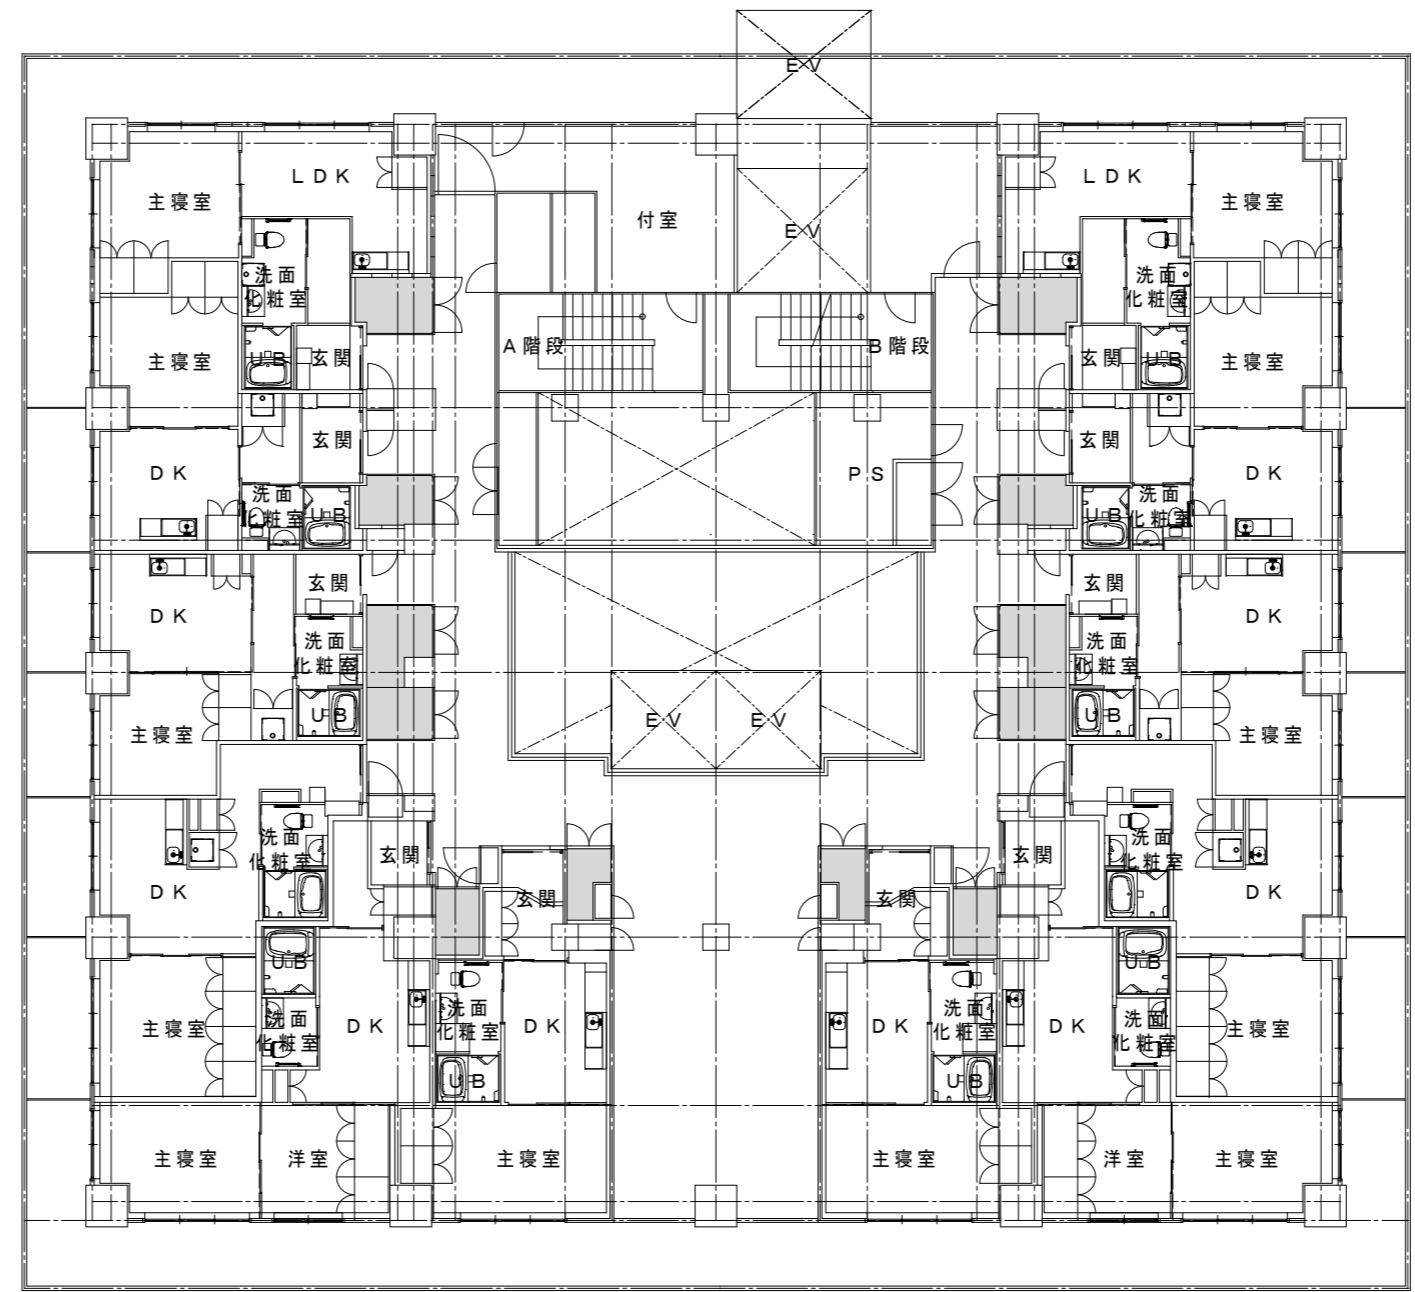 EV
LDK
LDK
主寝室
主寝室
付室
EV
洗面
化粧室
洗面
化粧室
A階段
B階段
主寝室
UB
玄関
玄関
UB
主寝室
玄関
玄関
DK
PS
DK
洗面
化粧室
UB
UB
洗面
化粧室
玄関
玄関
DK
DK
洗面
化粧室
洗面
化粧室
UB
EV
EV
UB
主寝室
主寝室
洗面
化粧室
玄関
玄関
洗面
化粧室
DK
玄関
玄関
DK
UB
UB
主寝室
洗面
化粧室
DK
洗面
化粧室
DK
DK
洗面
化粧室
DK
洗面
化粧室
主寝室
UB
UB
主寝室
洋室
主寝室
主寝室
洋室
主寝室